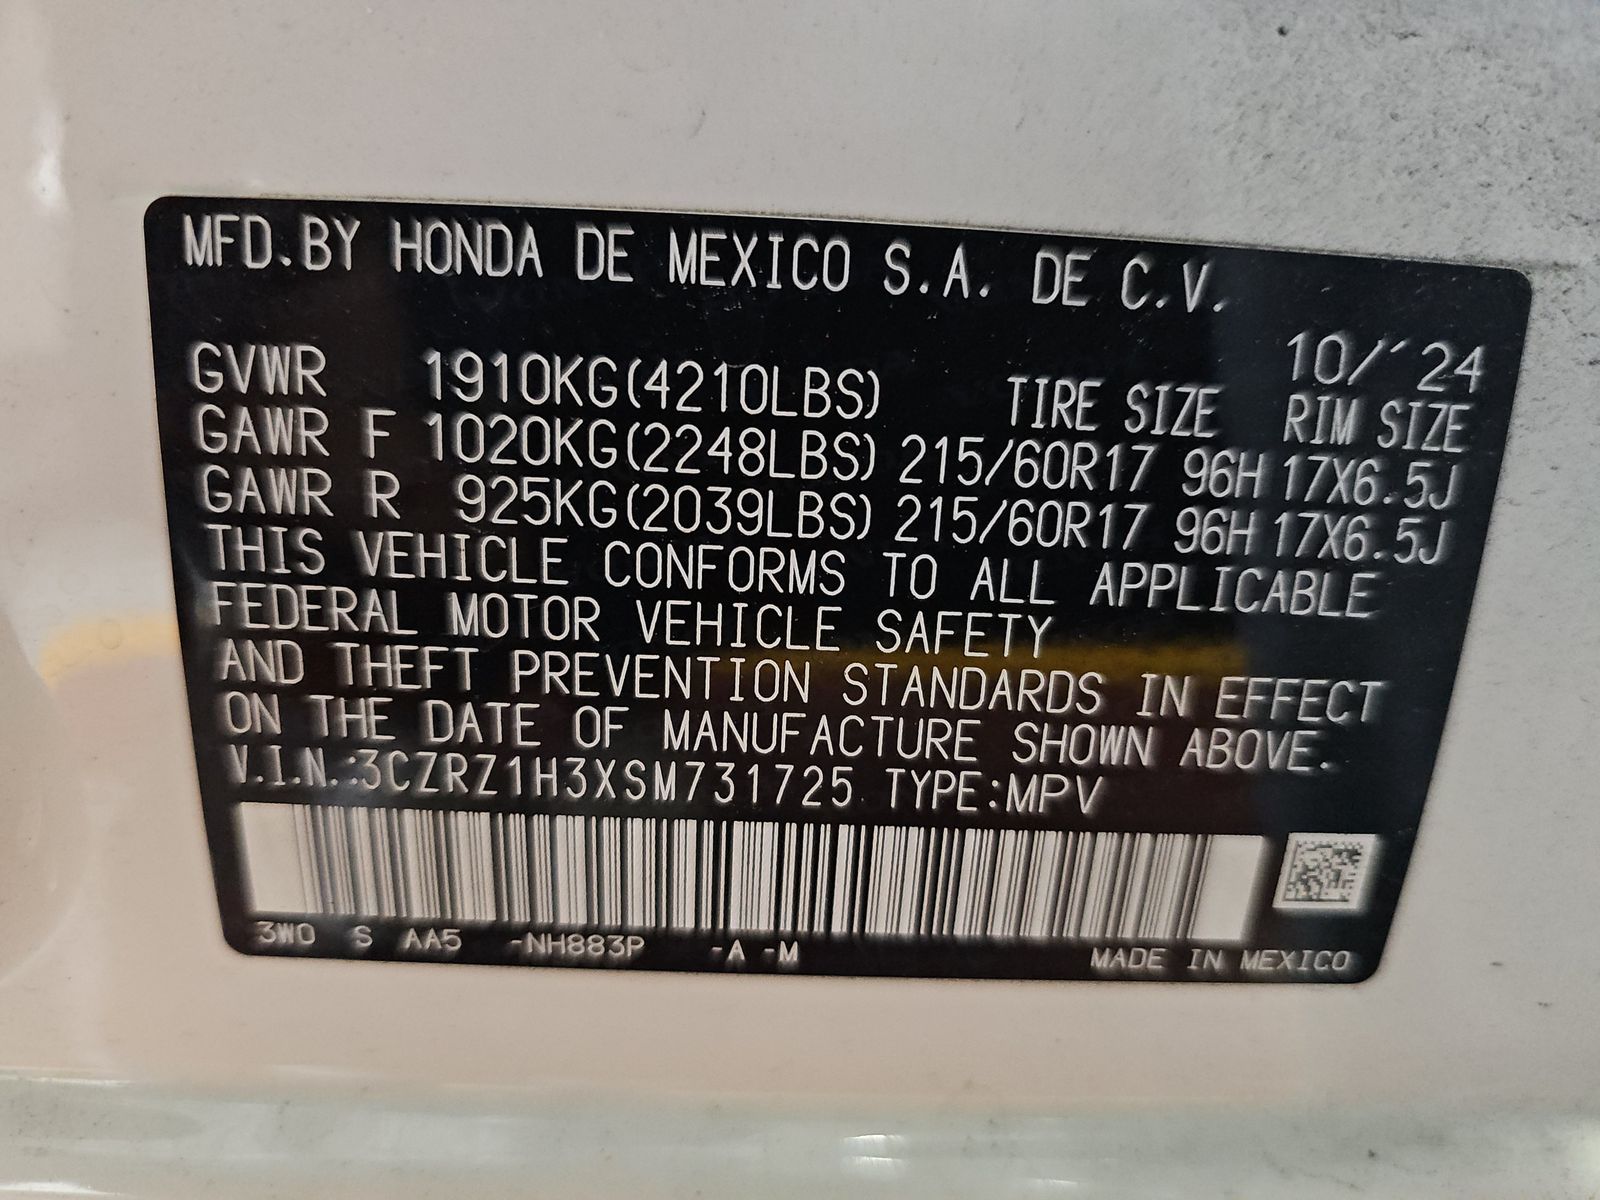 MFD.BY HONDA DE MEXICO S.A. DE C.V.
10/'24
GVWR 1910KG(4210LBS) TIRE SIZE RIM SIZE
GAWR F 1020KG(2248LBS) 215/60R17 96H 17X6.5J
GAWR R 925KG(2039LBS) 215/60R17 96H 17X6.5J
THIS VEHICLE CONFORMS TO ALL APPLICABLE
FEDERAL MOTOR VEHICLE SAFETY
AND THEFT PREVENTION STANDARDS IN EFFECT
ON THE DATE OF MANUFACTURE SHOWN ABOVE.
V.I.N.:3CZRZ1H3XSM731725 TYPE:MPV
3W0 S AA5 -NH883P -A -M MADE IN MEXICO